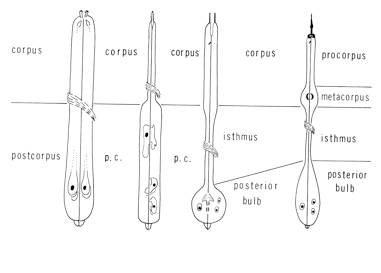 corpus corpus corpus corpus procorpus
metacorpus
isthmus isthmus
postcorpus p.c. p.c. posterior
bulb
posterior
bulb